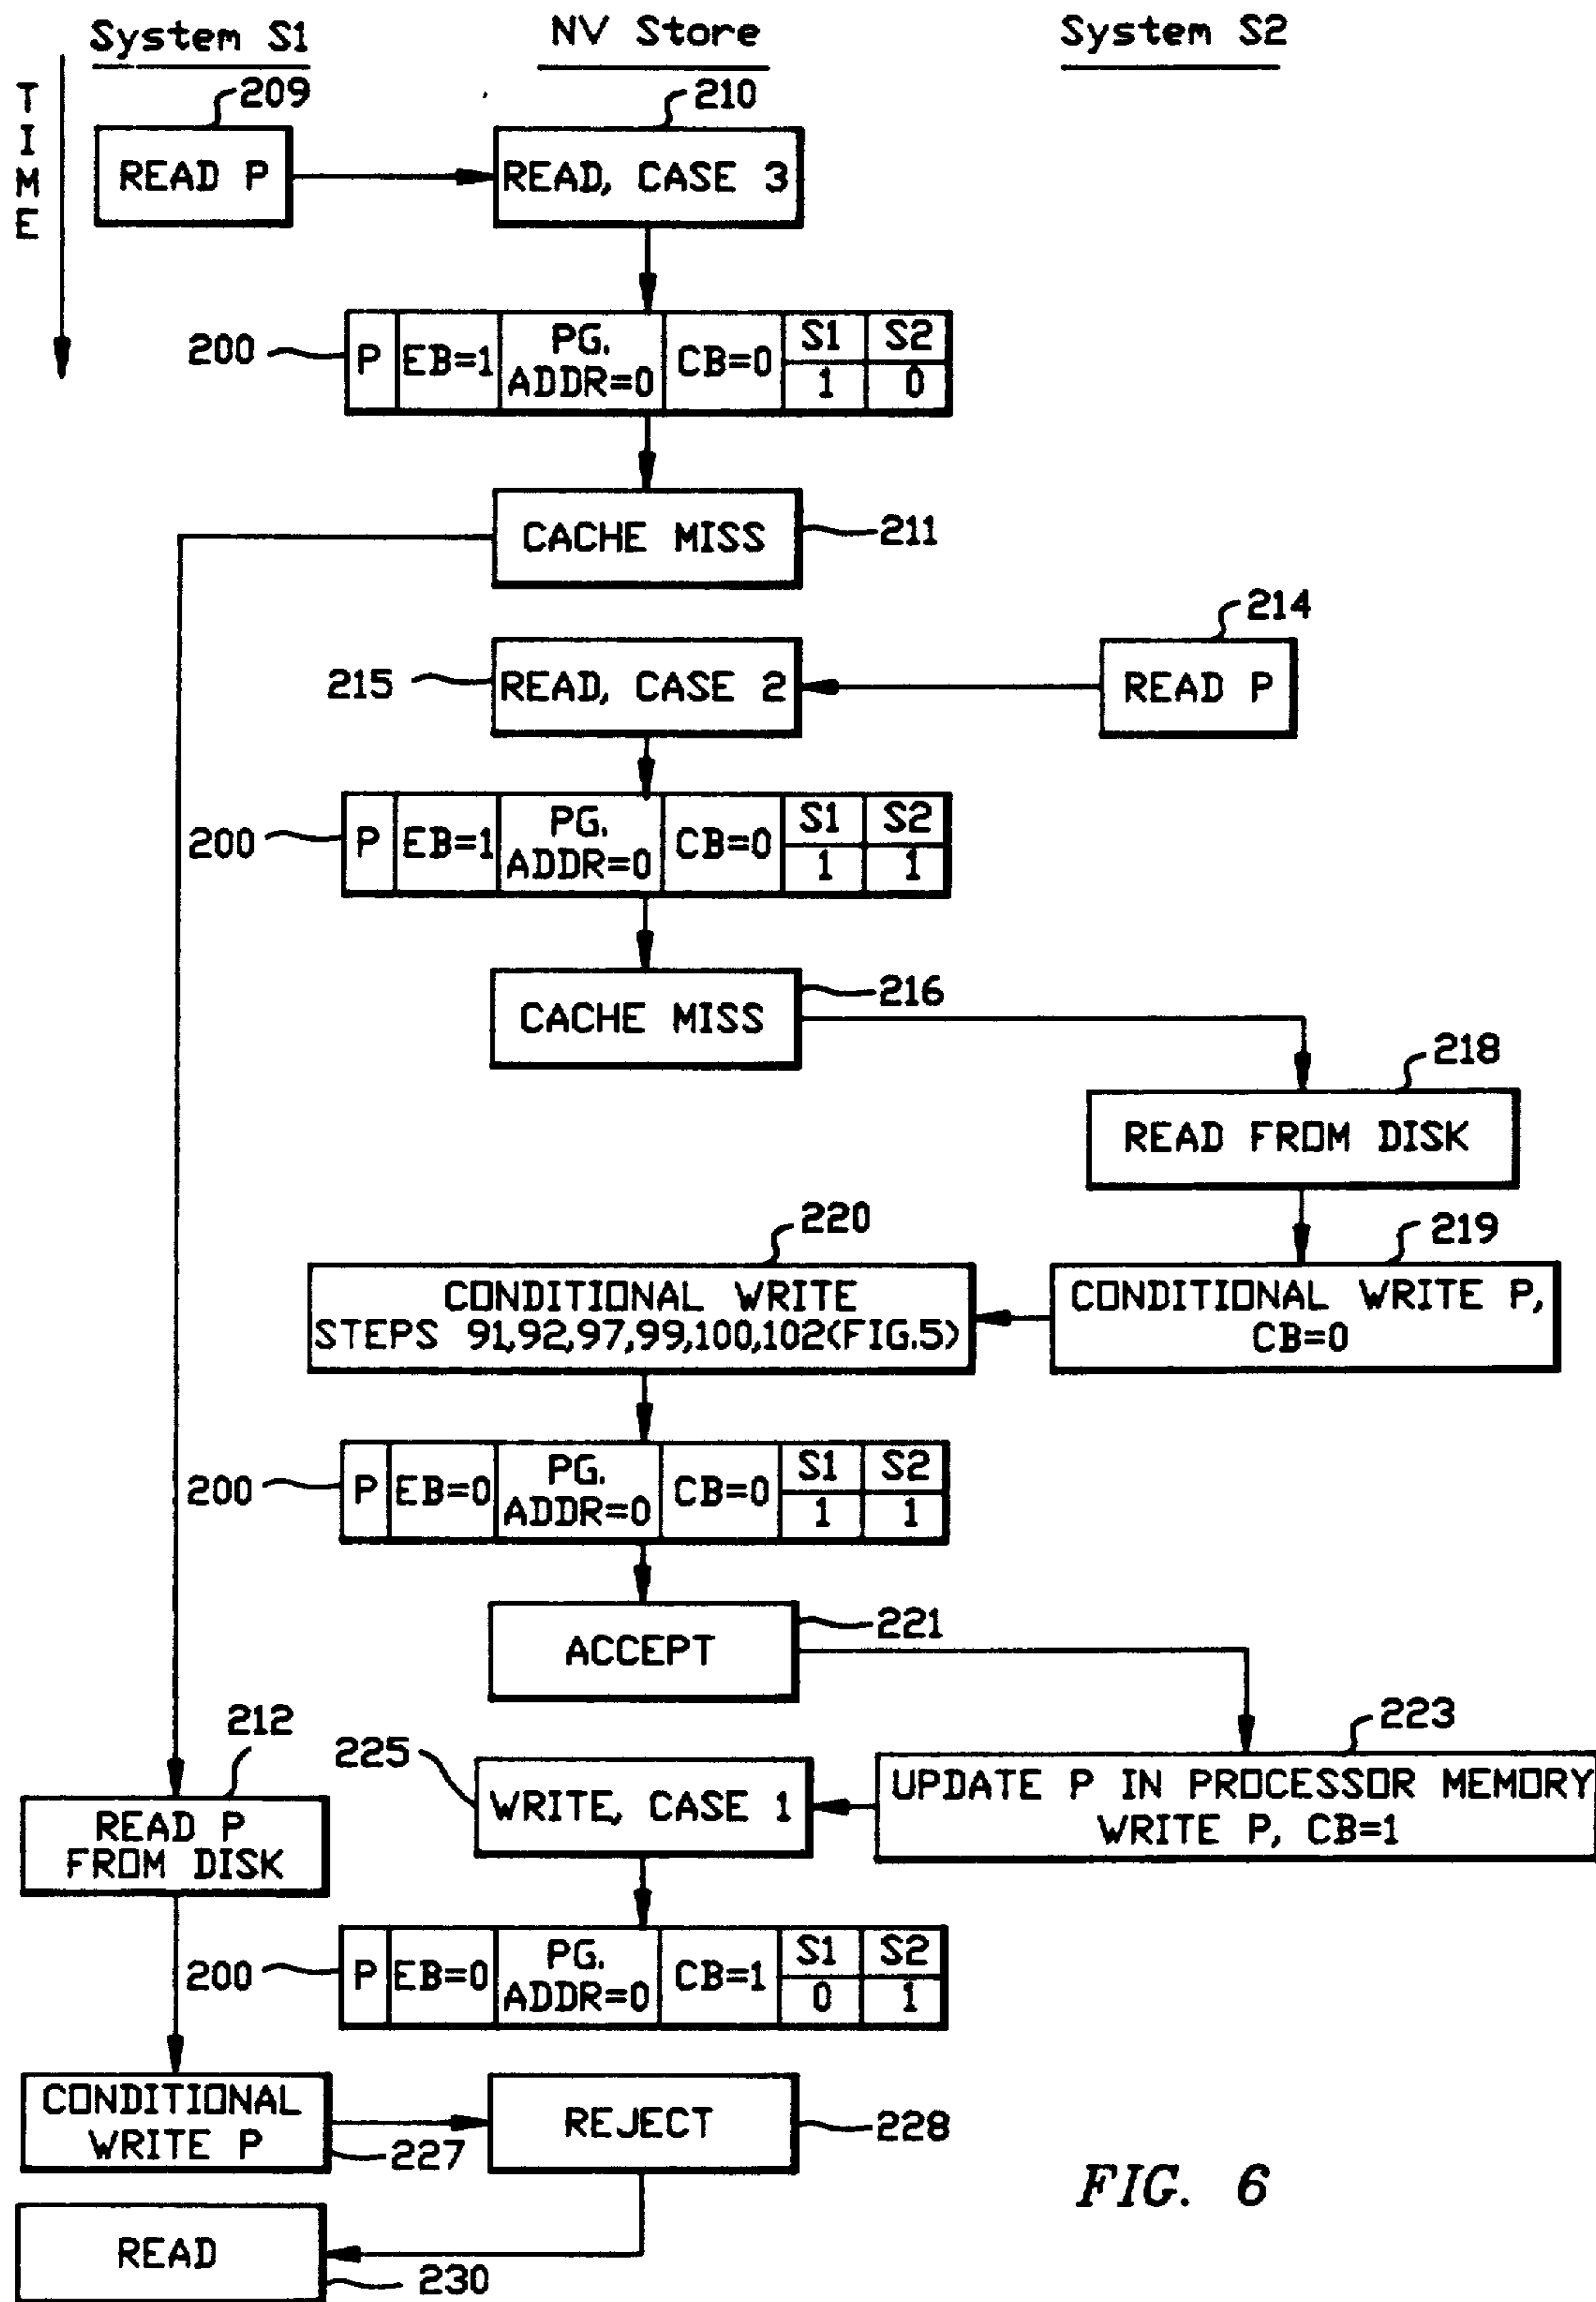 System S1
NV Store
System S2
TIME
209
210
READ P
READ, CASE 3
200
P
EB=1
PG.
ADDR=0
CB=0
S1
S2
1
0
CACHE MISS
211
214
215
READ, CASE 2
READ P
200
P
EB=1
PG.
ADDR=0
CB=0
S1
S2
1
1
CACHE MISS
216
218
READ FROM DISK
220
219
CONDITIONAL WRITE
STEPS 91,92,97,99,100,102(FIG.5)
CONDITIONAL WRITE P,
CB=0
200
P
EB=0
PG.
ADDR=0
CB=0
S1
S2
1
1
ACCEPT
221
212
225
223
WRITE, CASE 1
UPDATE P IN PROCESSOR MEMORY
WRITE P, CB=1
READ P
FROM DISK
200
P
EB=0
PG.
ADDR=0
CB=1
S1
S2
0
1
CONDITIONAL
WRITE P
227
REJECT
228
READ
230
FIG. 6